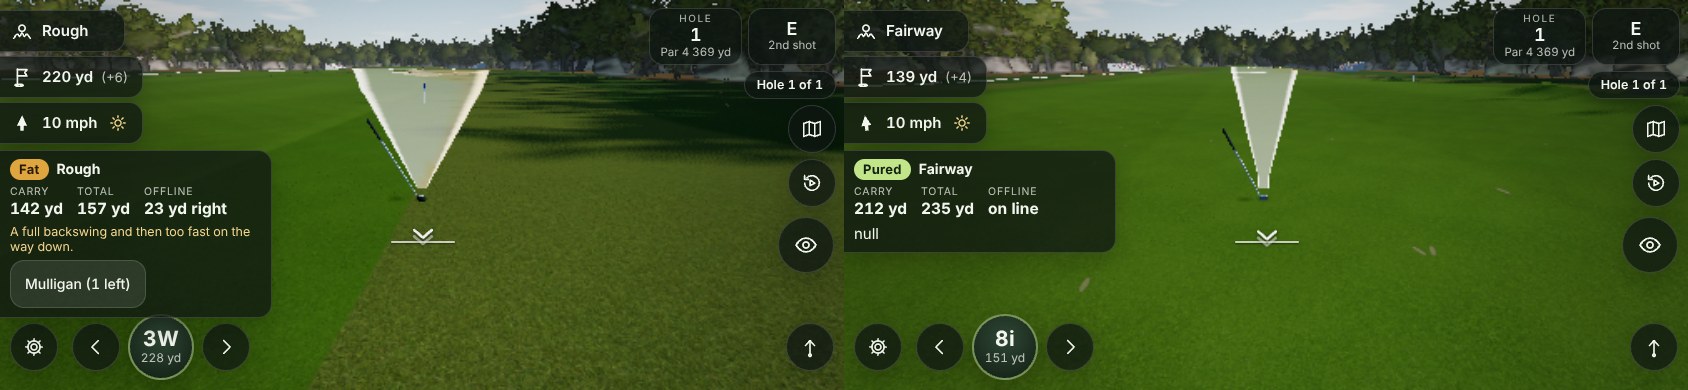 Rough
220 yd (+6)
10 mph
HOLE
1
Par 4 369 yd
E
2nd shot
Hole 1 of 1
Fat Rough
CARRY TOTAL OFFLINE
142 yd 157 yd 23 yd right
A full backswing and then too fast on the
way down.
Mulligan (1 left)
3W
228 yd
Fairway
139 yd (+4)
10 mph
HOLE
1
Par 4 369 yd
E
2nd shot
Hole 1 of 1
Pured Fairway
CARRY TOTAL OFFLINE
212 yd 235 yd on line
null
8i
151 yd